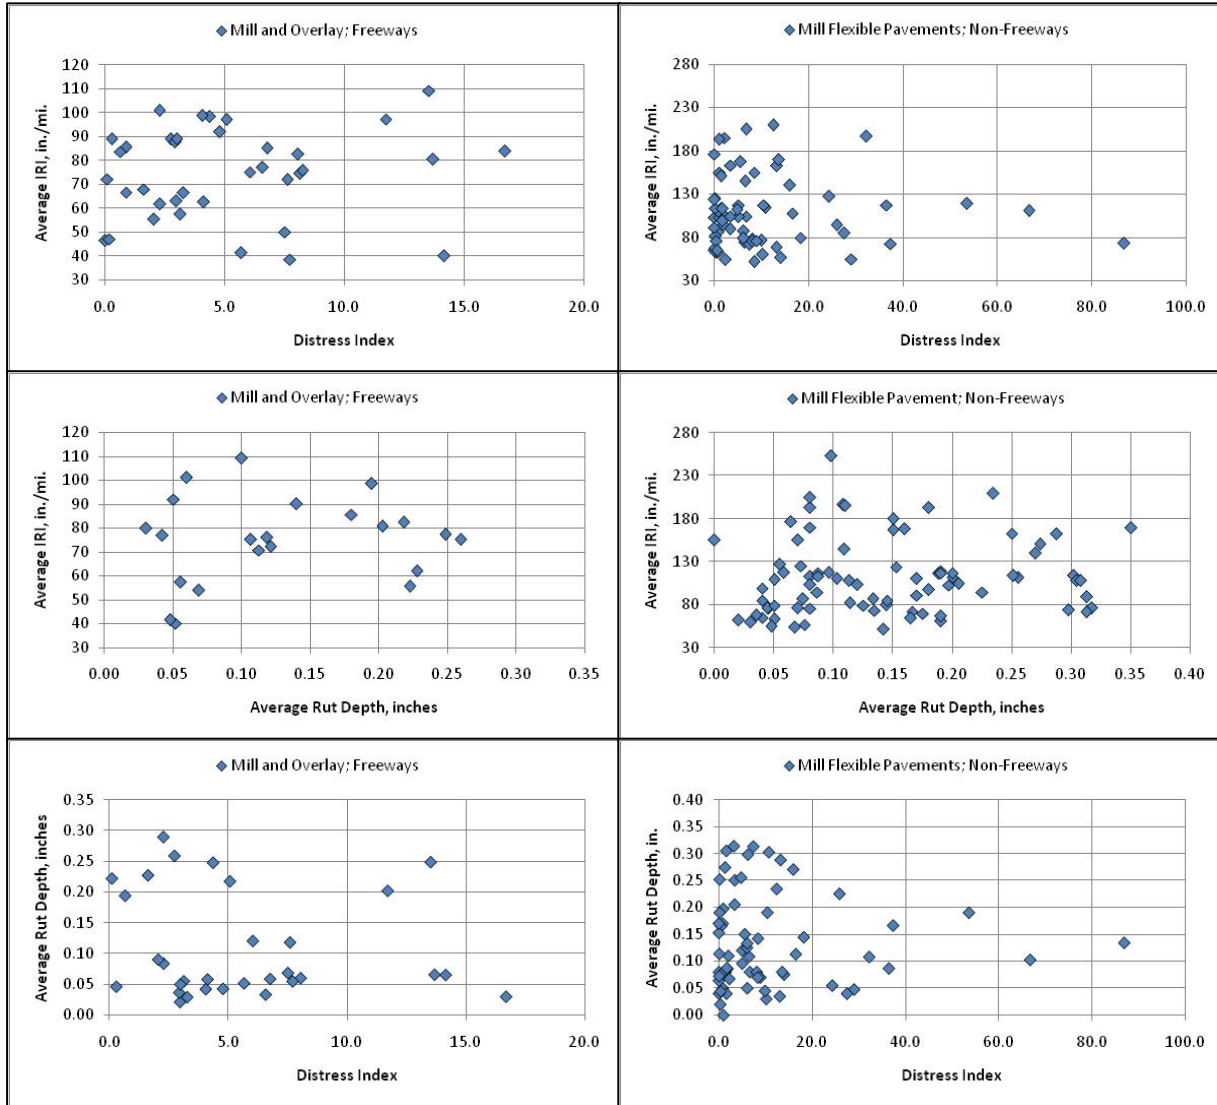 Mill and Overlay; Freeways
Average IRI, in./mi.
120
110
100
90
80
70
60
50
40
30
0.0 5.0 10.0 15.0 20.0
Distress Index
Mill Flexible Pavements; Non-Freeways
Average IRI, in./mi.
280
230
180
130
80
30
0.0 20.0 40.0 60.0 80.0 100.0
Distress Index
Mill and Overlay; Freeways
Average IRI, in./mi.
120
110
100
90
80
70
60
50
40
30
0.00 0.05 0.10 0.15 0.20 0.25 0.30 0.35
Average Rut Depth, inches
Mill Flexible Pavement; Non-Freeways
Average IRI, in./mi.
280
230
180
130
80
30
0.00 0.05 0.10 0.15 0.20 0.25 0.30 0.35 0.40
Average Rut Depth, inches
Mill and Overlay; Freeways
Average Rut Depth, inches
0.35
0.30
0.25
0.20
0.15
0.10
0.05
0.00
0.0 5.0 10.0 15.0 20.0
Distress Index
Mill Flexible Pavements; Non-Freeways
Average Rut Depth, in.
0.40
0.35
0.30
0.25
0.20
0.15
0.10
0.05
0.00
0.0 20.0 40.0 60.0 80.0 100.0
Distress Index